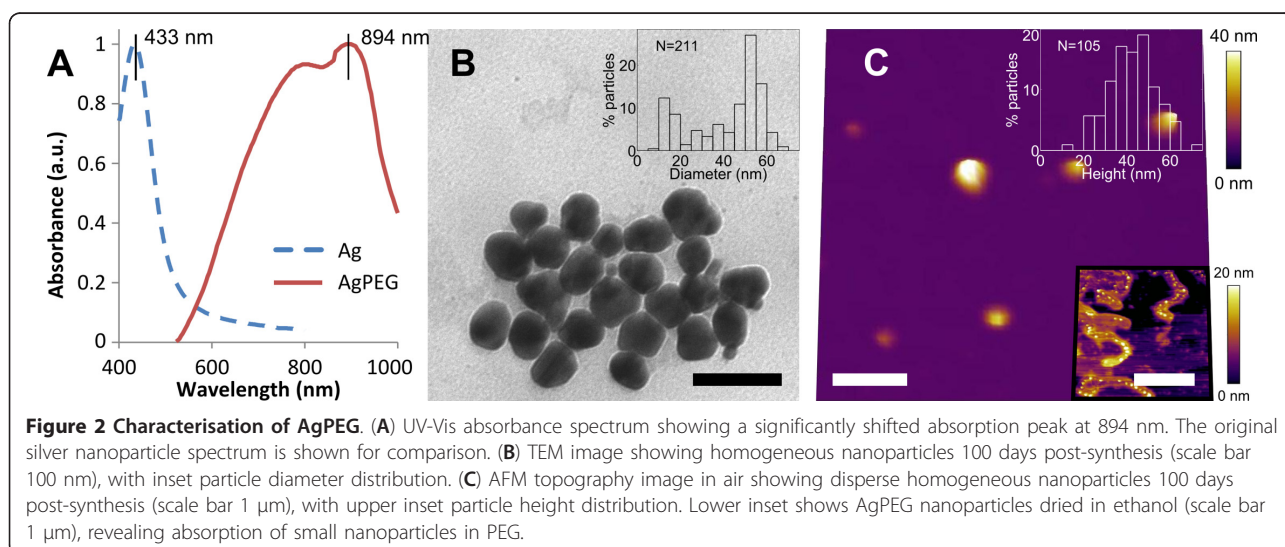 A
433 nm
894 nm
1
0.8
0.6
0.4
0.2
0
Absorbance (a.u.)
Ag
AgPEG
400
600
800
1000
Wavelength (nm)
B
N=211
20
10
0
% particles
0
20
40
60
Diameter (nm)
C
N=105
20
10
0
% particles
0
20
40
60
Height (nm)
40 nm
0 nm
20 nm
0 nm
Figure 2 Characterisation of AgPEG. (A) UV-Vis absorbance spectrum showing a significantly shifted absorption peak at 894 nm. The original
silver nanoparticle spectrum is shown for comparison. (B) TEM image showing homogeneous nanoparticles 100 days post-synthesis (scale bar
100 nm), with inset particle diameter distribution. (C) AFM topography image in air showing disperse homogeneous nanoparticles 100 days
post-synthesis (scale bar 1 μm), with upper inset particle height distribution. Lower inset shows AgPEG nanoparticles dried in ethanol (scale bar
1 μm), revealing absorption of small nanoparticles in PEG.